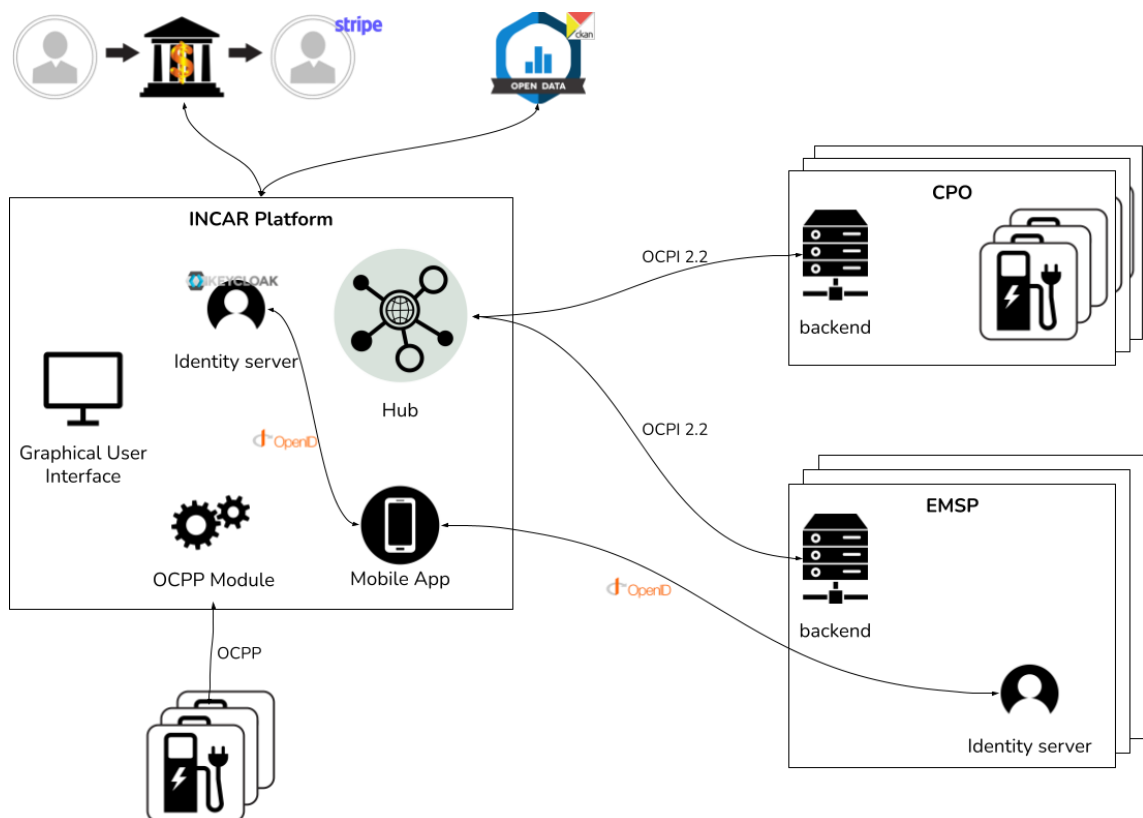 stripe
ckan
OPEN DATA
INCAR Platform
KEYCLOAK
Identity server
Hub
Graphical User
Interface
OpenID
OCPP Module
Mobile App
OCPP
OCPI 2.2
OCPI 2.2
OpenID
CPO
backend
EMSP
backend
Identity server